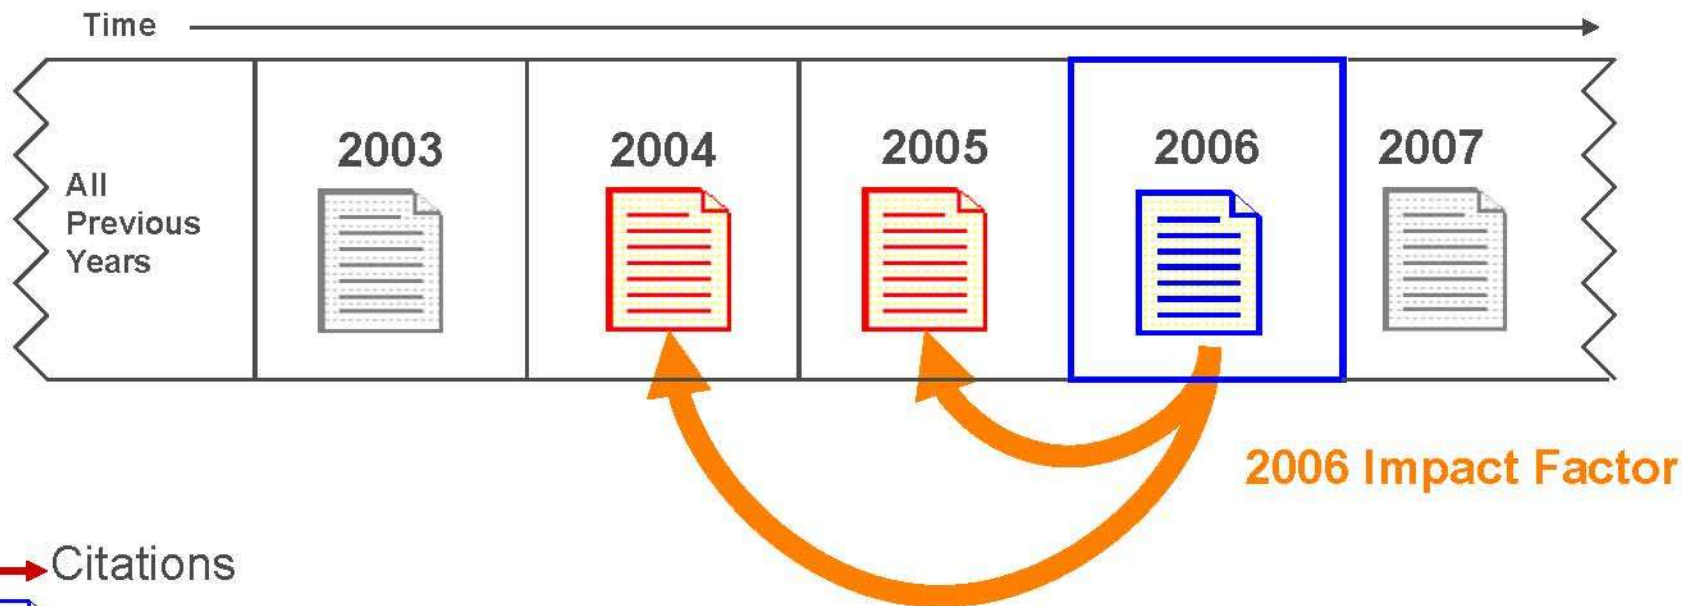 Time
All
Previous
Years
2003
2004
2005
2006
2007
2006 Impact Factor
Citations